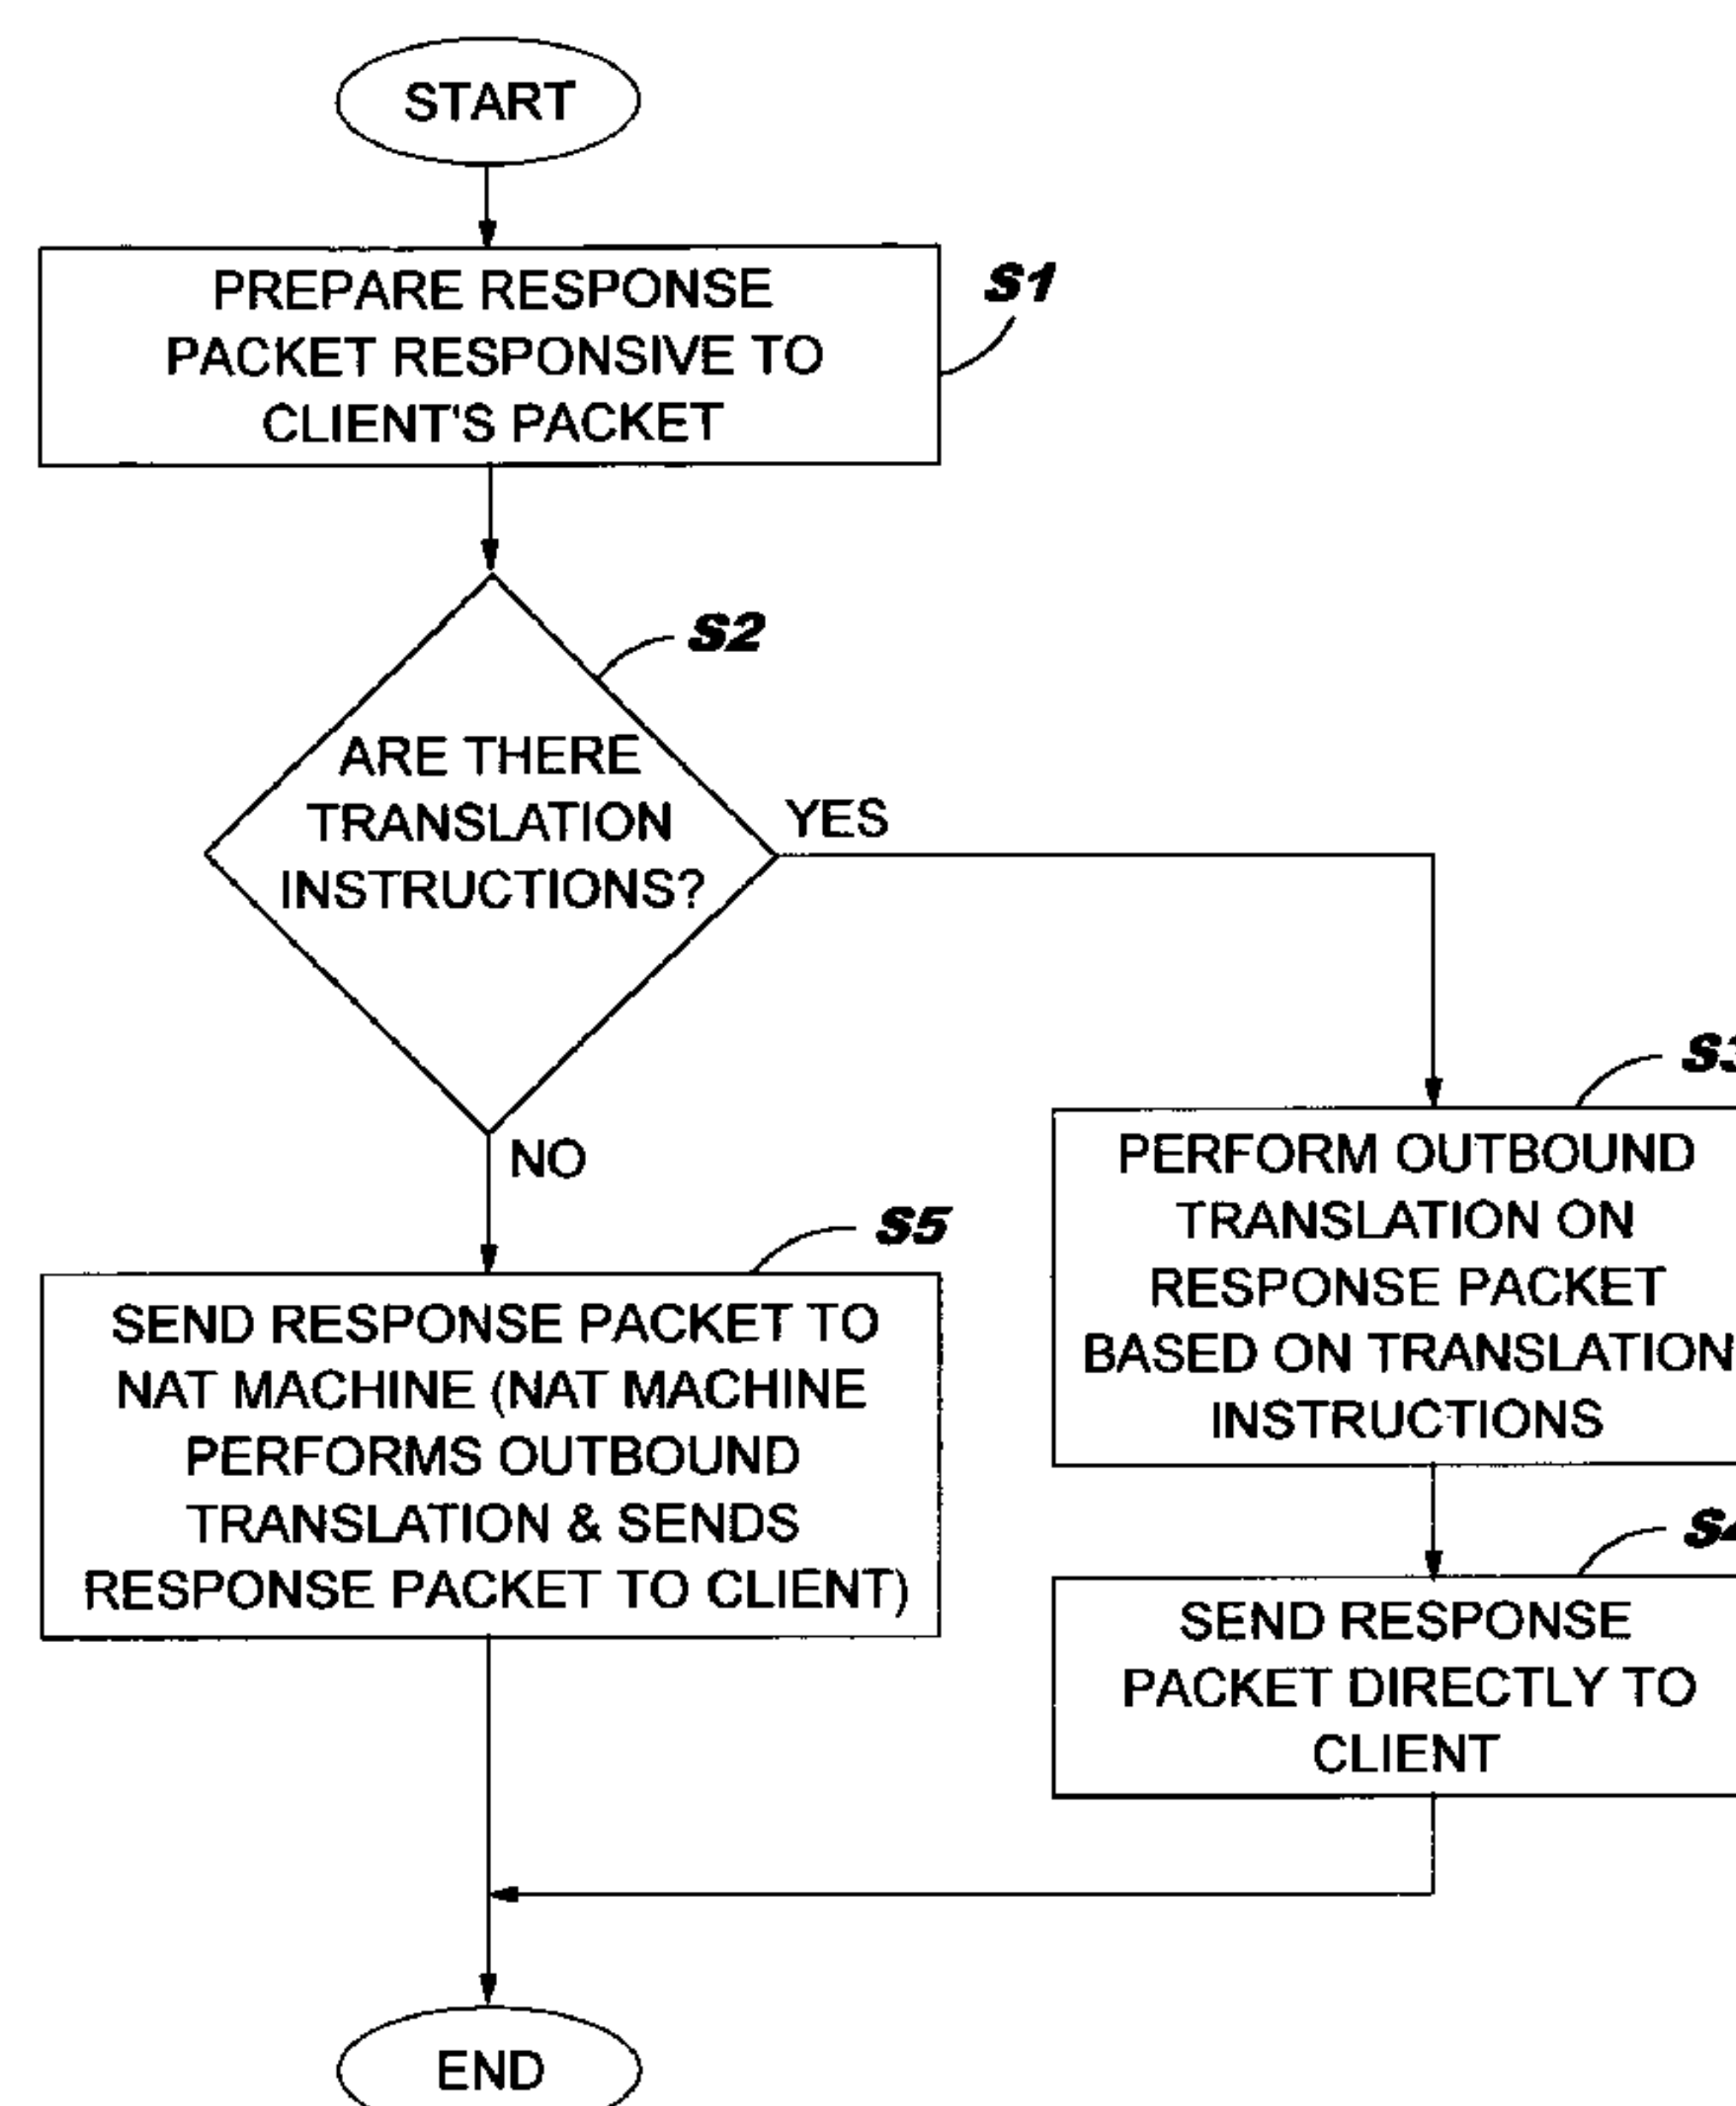 START
PREPARE RESPONSE
PACKET RESPONSIVE TO
CLIENT'S PACKET
S1
S2
ARE THERE
TRANSLATION
INSTRUCTIONS?
YES
NO
S3
PERFORM OUTBOUND
TRANSLATION ON
RESPONSE PACKET
BASED ON TRANSLATION
INSTRUCTIONS
S5
SEND RESPONSE PACKET TO
NAT MACHINE (NAT MACHINE
PERFORMS OUTBOUND
TRANSLATION & SENDS
RESPONSE PACKET TO CLIENT)
S4
SEND RESPONSE
PACKET DIRECTLY TO
CLIENT
END